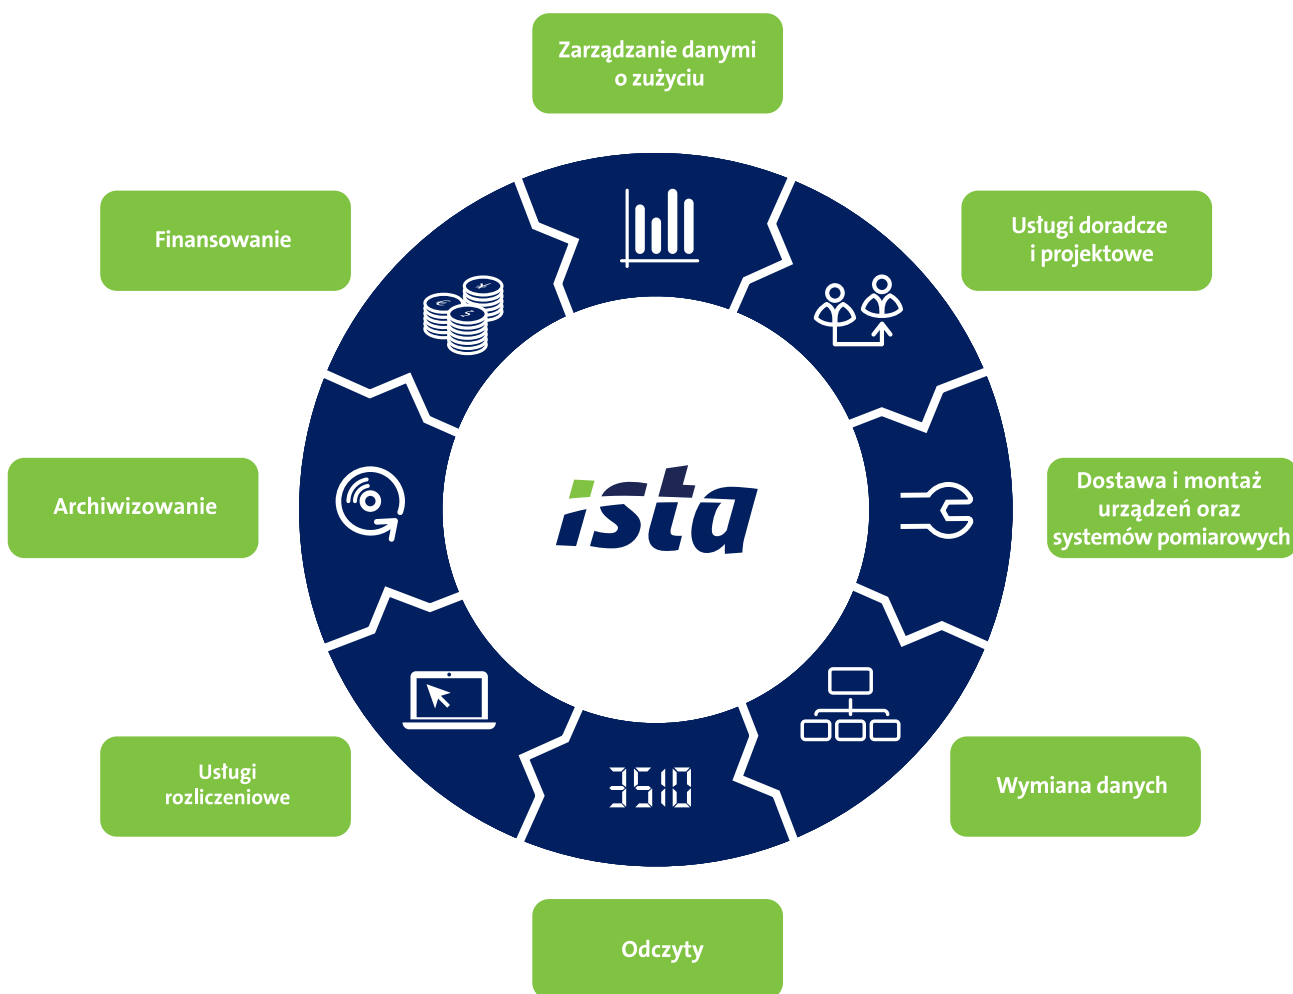 Zarządzanie danymi
o zużyciu
Finansowanie
Usługi doradcze
i projektowe
¥
€
$
ista
Archiwizowanie
Dostawa i montaż
urządzeń oraz
systemów pomiarowych
Usługi
rozliczeniowe
3510
Wymiana danych
Odczyty